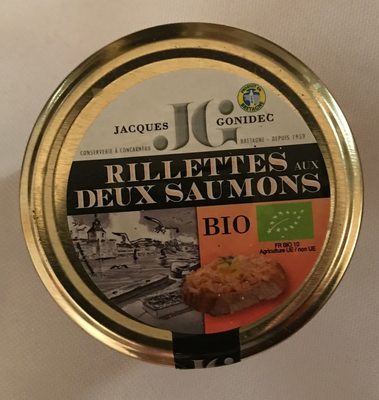 JACQUES JG GONIDEC
CONSERVERIE À CONCARNEAU BRETAGNE - DEPUIS 1959
RILLETTES AUX
DEUX SAUMONS
BIO
FR BIO 10
Agriculture UE / non UE
JG